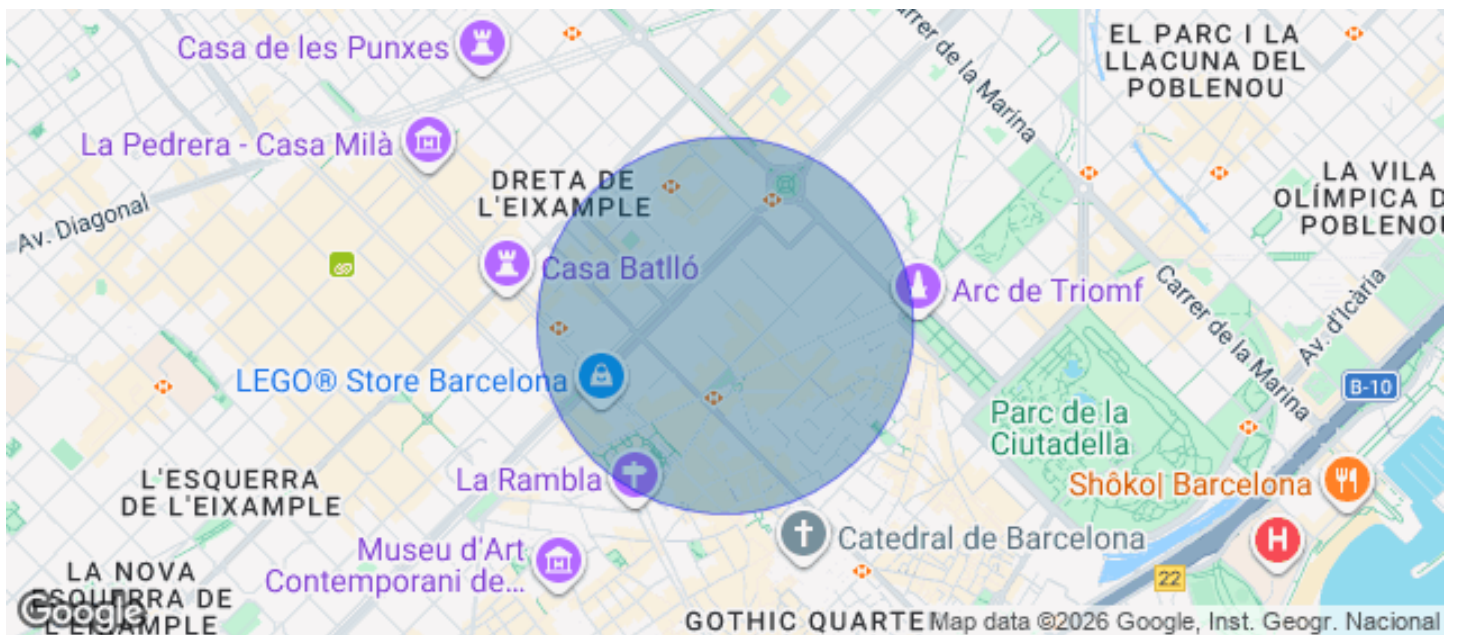 Casa de les Punxes
Carrer de la Marina
EL PARC I LA
LLACUNA DEL
POBLENOU
La Pedrera - Casa Milà
DRETA DE
L'EIXAMPLE
LA VILA
OLÍMPICA D
POBLENOU
Av. Diagonal
Casa Batlló
Arc de Triomf
Carrer de la Marina
Av. d'Icària
LEGO® Store Barcelona
B-10
Parc de la
Ciutadella
L'ESQUERRA
DE L'EIXAMPLE
La Rambla
Shôko| Barcelona
Museu d'Art
Contemporani de...
Catedral de Barcelona
H
LA NOVA
ESQUERRA DE
L'EIXAMPLE
Google
22
GOTHIC QUARTE
Map data ©2026 Google, Inst. Geogr. Nacional